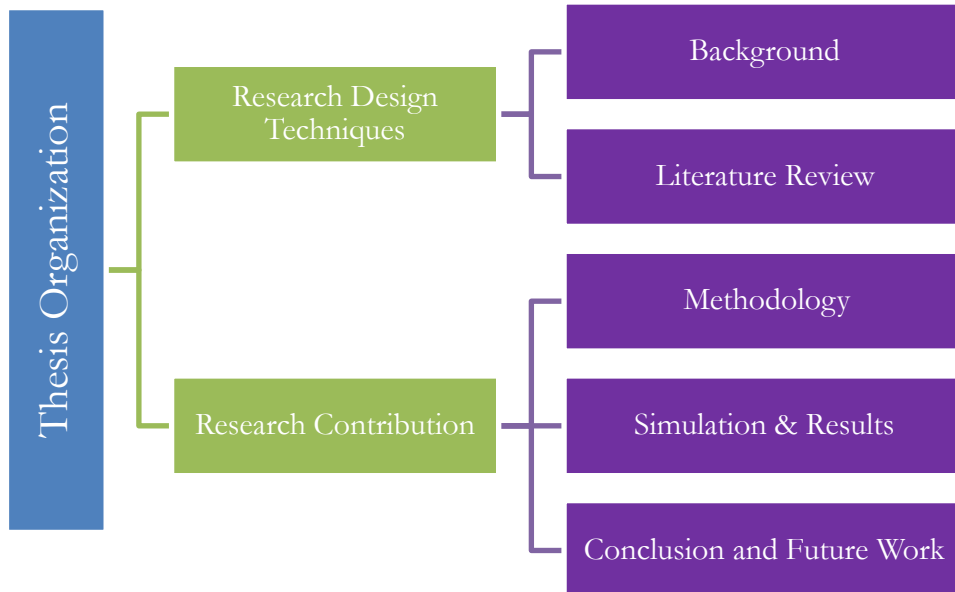 Thesis Organization
Research Design
Techniques
Background
Literature Review
Research Contribution
Methodology
Simulation & Results
Conclusion and Future Work